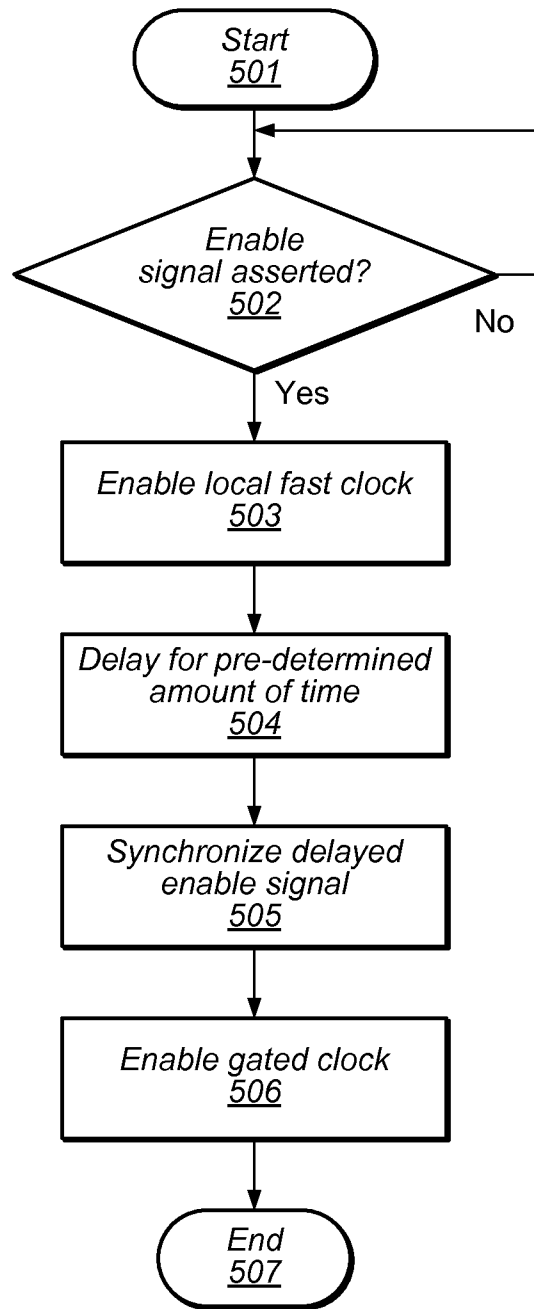 Start
501
Enable
signal asserted?
502
No
Yes
Enable local fast clock
503
Delay for pre-determined
amount of time
504
Synchronize delayed
enable signal
505
Enable gated clock
506
End
507